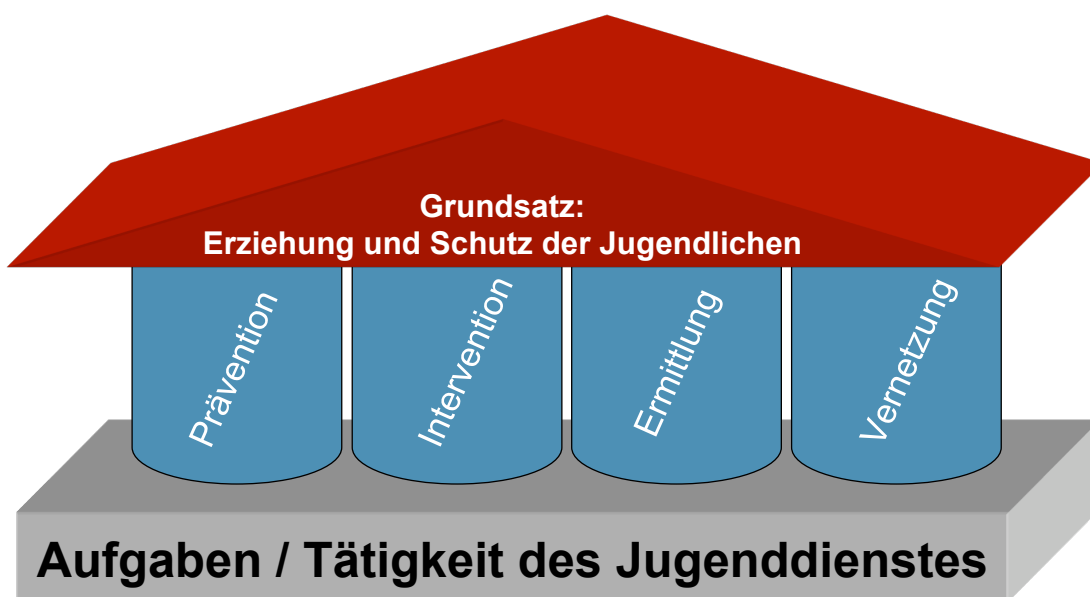 Grundsatz:
Erziehung und Schutz der Jugendlichen
Prävention
Intervention
Ermittlung
Vernetzung
Aufgaben / Tätigkeit des Jugenddienstes